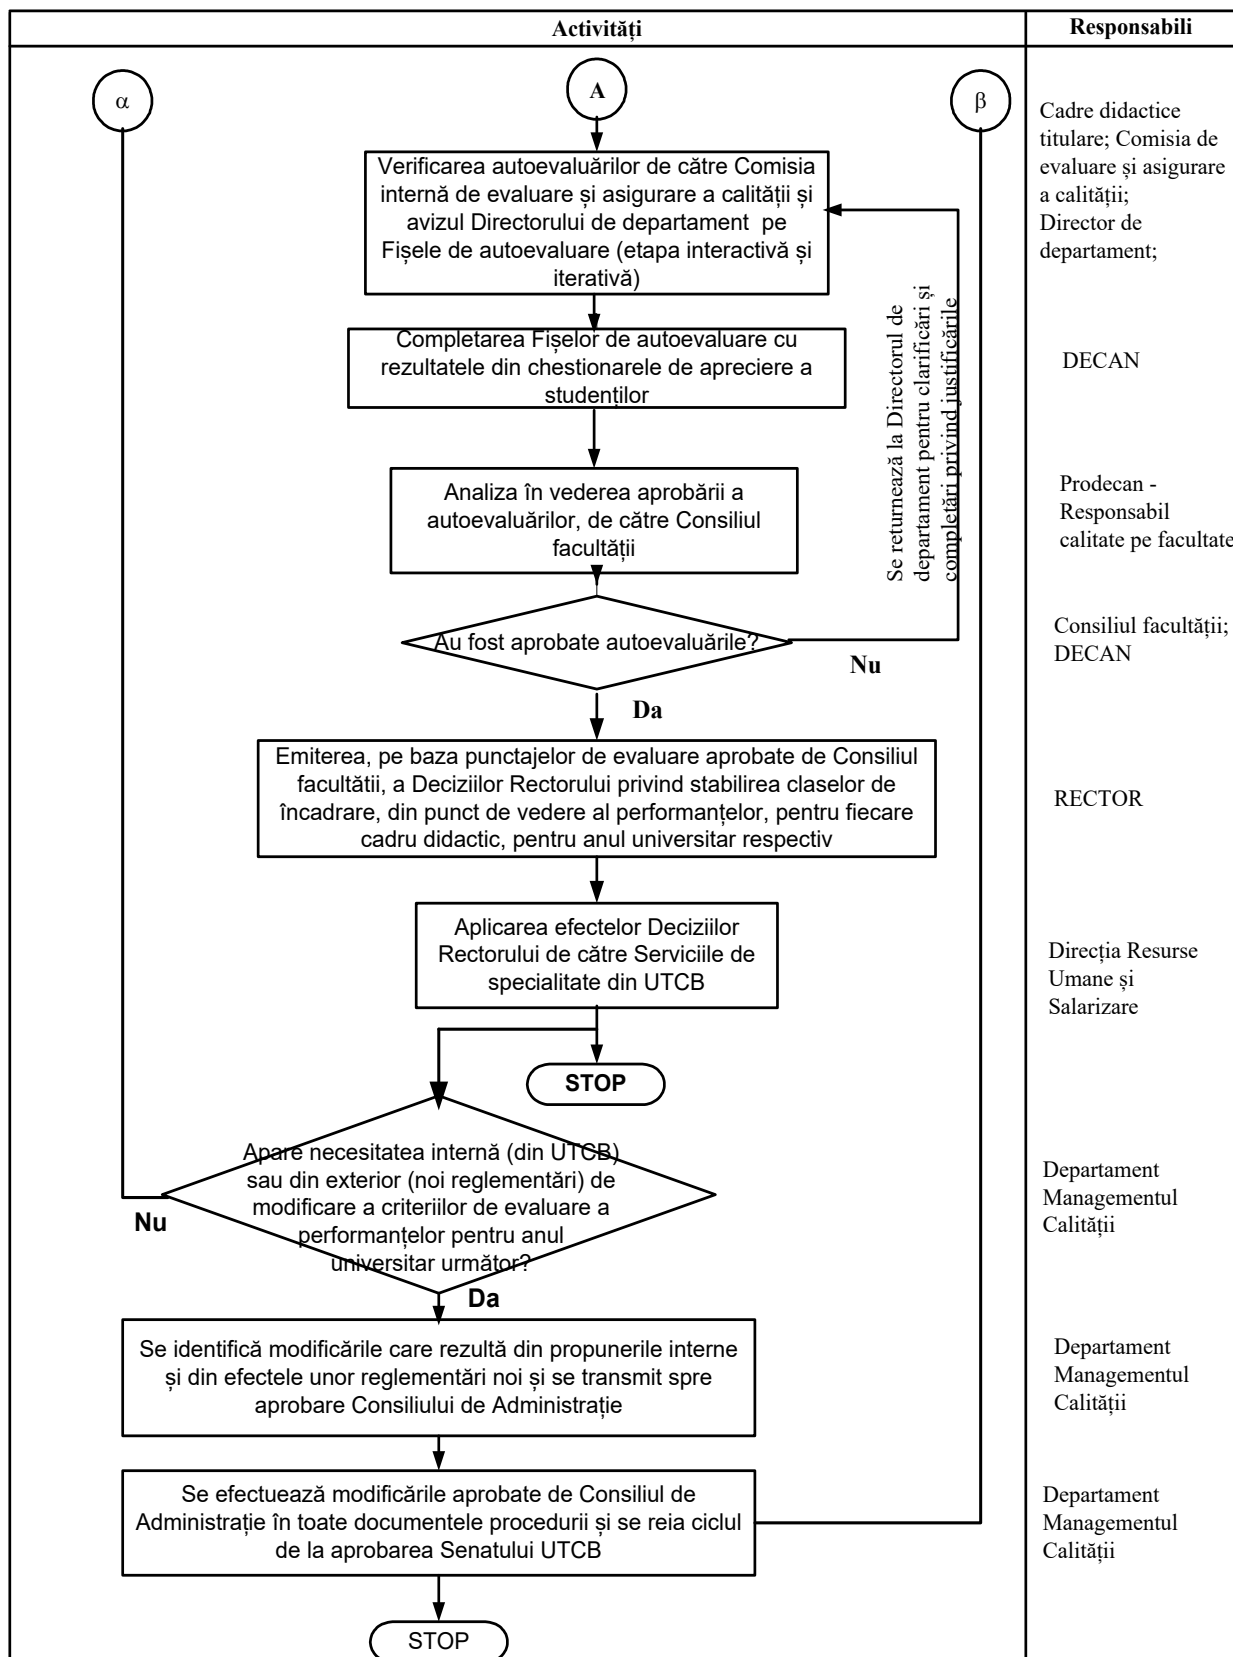 Activități
Responsabili
α
A
β
Verificarea autoevaluărilor de către Comisia
internă de evaluare și asigurare a calității și
avizul Directorului de departament pe
Fișele de autoevaluare (etapa interactivă și
iterativă)
Cadre didactice
titulare; Comisia de
evaluare și asigurare
a calității;
Director de
departament;
Se returnează la Directorul de
departament pentru clarificări și
completări privind justificările
Completarea Fișelor de autoevaluare cu
rezultatele din chestionarele de apreciere a
studenților
DECAN
Analiza în vederea aprobării a
autoevaluărilor, de către Consiliul
facultății
Prodecan -
Responsabil
calitate pe facultate
Au fost aprobate autoevaluările?
Nu
Da
Consiliul facultății;
DECAN
Emiterea, pe baza punctajelor de evaluare aprobate de Consiliul
facultătii, a Deciziilor Rectorului privind stabilirea claselor de
încadrare, din punct de vedere al performanțelor, pentru fiecare
cadru didactic, pentru anul universitar respectiv
RECTOR
Aplicarea efectelor Deciziilor
Rectorului de către Serviciile de
specialitate din UTCB
Direcția Resurse
Umane și
Salarizare
STOP
Apare necesitatea internă (din UTCB)
sau din exterior (noi reglementări) de
modificare a criteriilor de evaluare a
performanțelor pentru anul
universitar următor?
Nu
Da
Departament
Managementul
Calității
Se identifică modificările care rezultă din propunerile interne
și din efectele unor reglementări noi și se transmit spre
aprobare Consiliului de Administrație
Departament
Managementul
Calității
Se efectuează modificările aprobate de Consiliul de
Administrație în toate documentele procedurii și se reia ciclul
de la aprobarea Senatului UTCB
Departament
Managementul
Calității
STOP